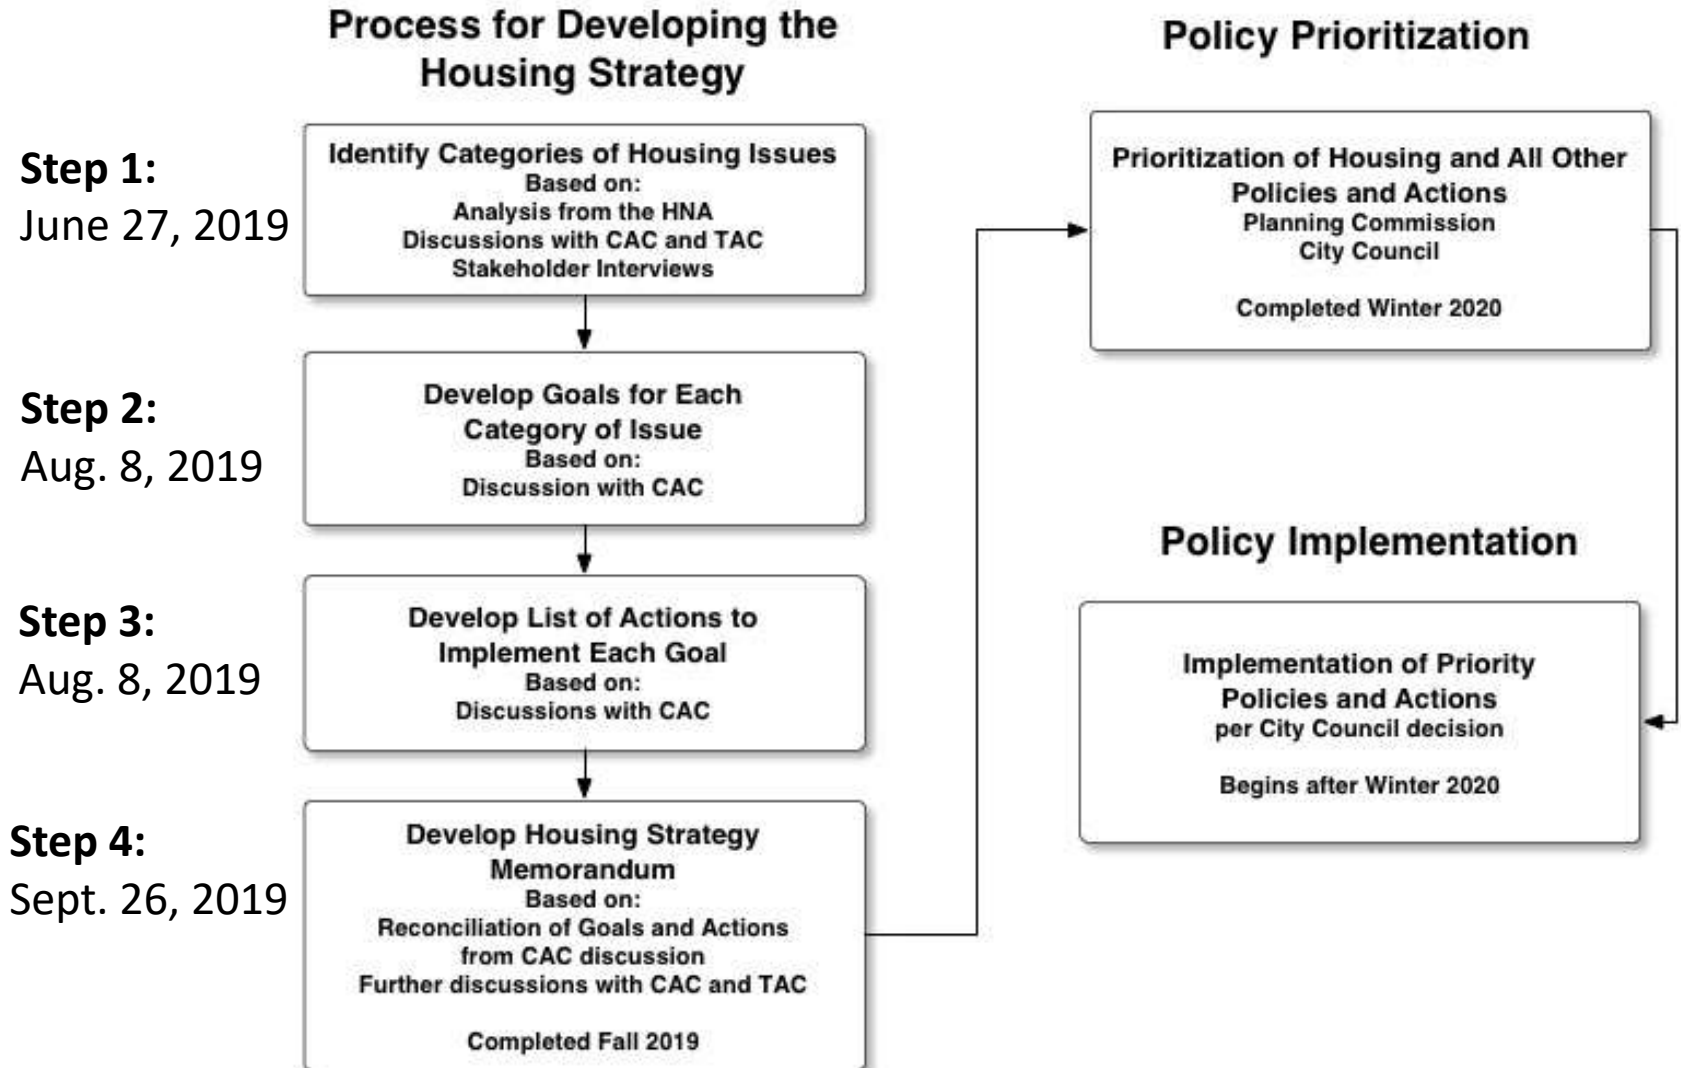 Process for Developing the
Housing Strategy
Step 1:
June 27, 2019
Identify Categories of Housing Issues
Based on:
Analysis from the HNA
Discussions with CAC and TAC
Stakeholder Interviews
Step 2:
Aug. 8, 2019
Develop Goals for Each
Category of Issue
Based on:
Discussion with CAC
Step 3:
Aug. 8, 2019
Develop List of Actions to
Implement Each Goal
Based on:
Discussions with CAC
Step 4:
Sept. 26, 2019
Develop Housing Strategy
Memorandum
Based on:
Reconciliation of Goals and Actions
from CAC discussion
Further discussions with CAC and TAC
Completed Fall 2019
Policy Prioritization
Prioritization of Housing and All Other
Policies and Actions
Planning Commission
City Council
Completed Winter 2020
Policy Implementation
Implementation of Priority
Policies and Actions
per City Council decision
Begins after Winter 2020